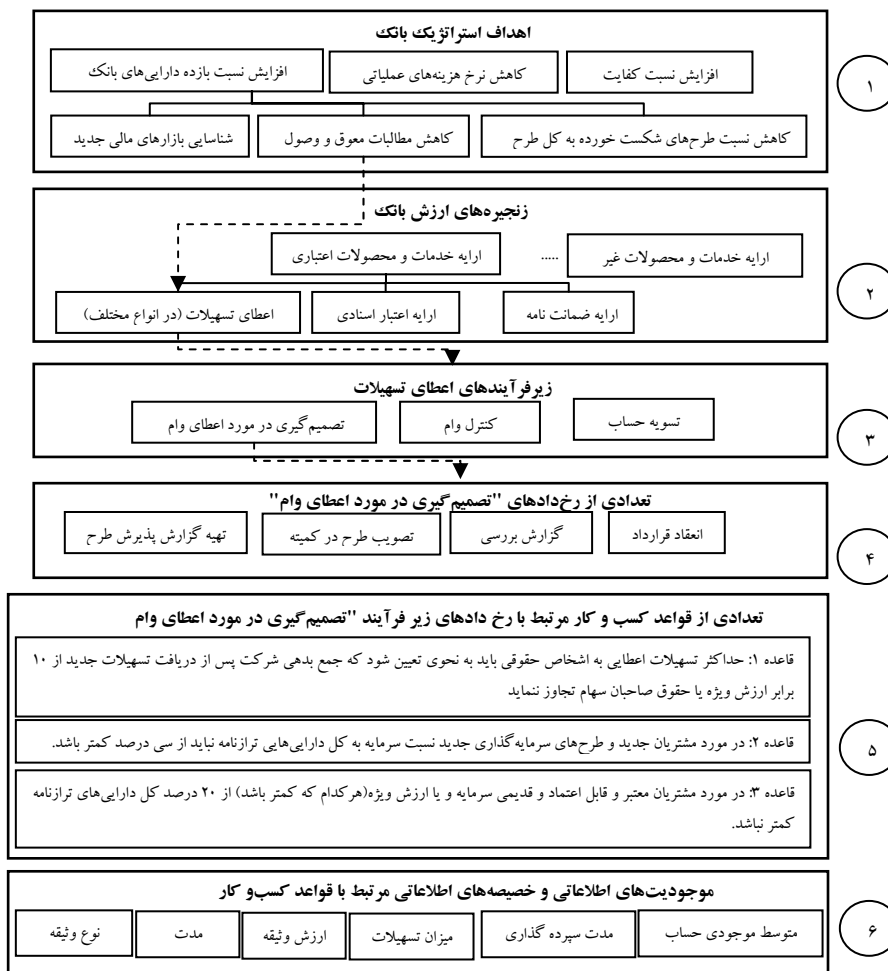 اهداف استراتژیک بانک
افزایش نسبت کفایت
کاهش نرخ هزینه‌های عملیاتی
افزایش نسبت بازده دارایی‌های بانک
کاهش نسبت طرح‌های شکست خورده به کل طرح
کاهش مطالبات معوق و وصول
شناسایی بازارهای مالی جدید
۱
زنجیره‌های ارزش بانک
ارایه خدمات و محصولات غیر
.....
ارایه خدمات و محصولات اعتباری
ارایه ضمانت نامه
ارایه اعتبار اسنادی
اعطای تسهیلات (در انواع مختلف)
۲
زیرفرآیندهای اعطای تسهیلات
تسویه حساب
کنترل وام
تصمیم‌گیری در مورد اعطای وام
۳
تعدادی از رخ‌دادهای "تصمیم‌گیری در مورد اعطای وام"
انعقاد قرارداد
گزارش بررسی
تصویب طرح در کمیته
تهیه گزارش پذیرش طرح
۴
تعدادی از قواعد کسب و کار مرتبط با رخ دادهای زیر فرآیند "تصمیم‌گیری در مورد اعطای وام
قاعده ۱: حداکثر تسهیلات اعطایی به اشخاص حقوقی باید به نحوی تعیین شود که جمع بدهی شرکت پس از دریافت تسهیلات جدید از ۱۰
برابر ارزش ویژه یا حقوق صاحبان سهام تجاوز ننماید
قاعده ۲: در مورد مشتریان جدید و طرح‌های سرمایه‌گذاری جدید نسبت سرمایه به کل دارایی‌هایی ترازنامه نباید از سی درصد کمتر باشد.
قاعده ۳: در مورد مشتریان معتبر و قابل اعتماد و قدیمی سرمایه و یا ارزش ویژه(هرکدام که کمتر باشد) از ۲۰ درصد کل دارایی‌های ترازنامه
کمتر نباشد.
۵
موجودیت‌های اطلاعاتی و خصیصه‌های اطلاعاتی مرتبط با قواعد کسب‌و کار
متوسط موجودی حساب
مدت سپرده گذاری
میزان تسهیلات
ارزش وثیقه
مدت
نوع وثیقه
۶